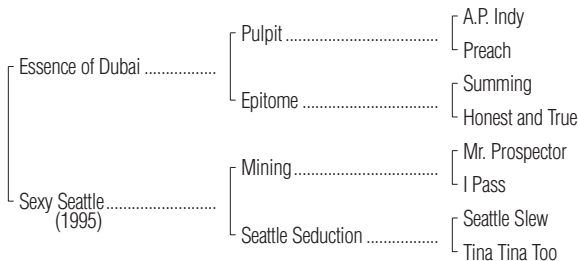 A.P. Indy
Pulpit ........................................
Preach
Essence of Dubai ..................
Summing
Epitome ...................................
Honest and True
Mr. Prospector
Mining......................................
I Pass
Sexy Seattle............................
(1995)
Seattle Slew
Seattle Seduction ..................
Tina Tina Too